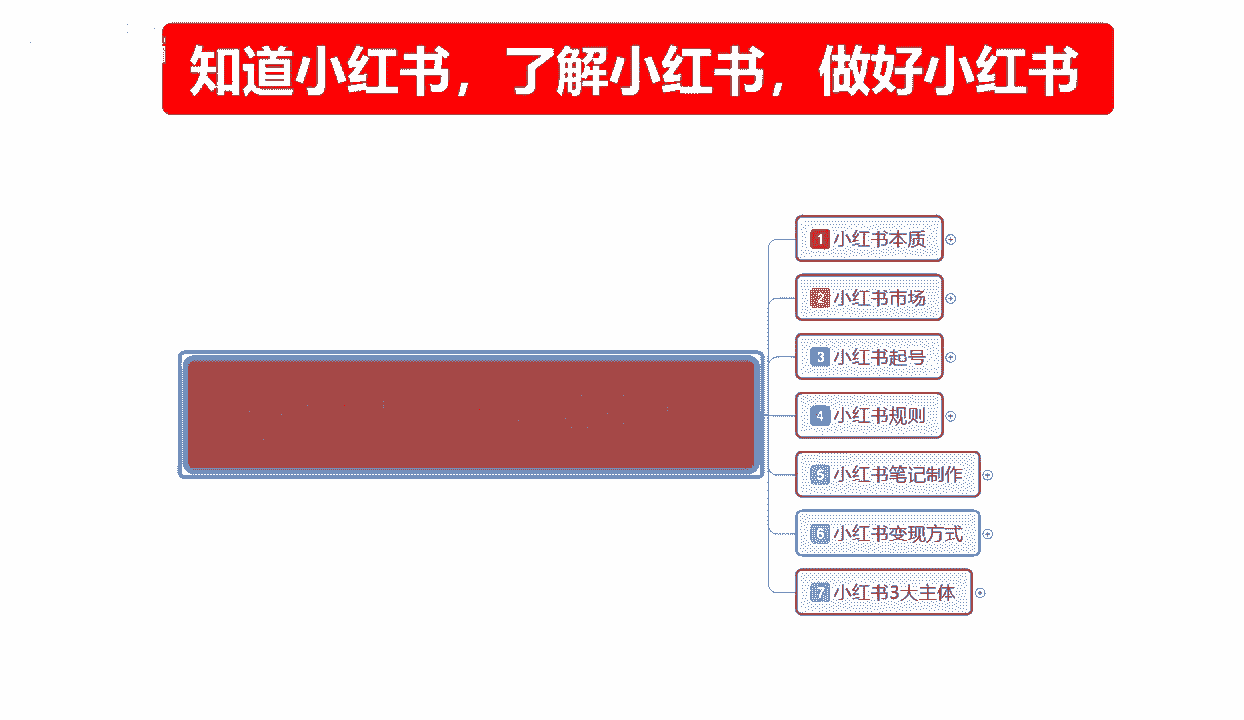 知道小红书，了解小红书，做好小红书
1 小红书本质
2 小红书市场
3 小红书起号
4 小红书规则
5 小红书笔记制作
6 小红书变现方式
7 小红书3大主体